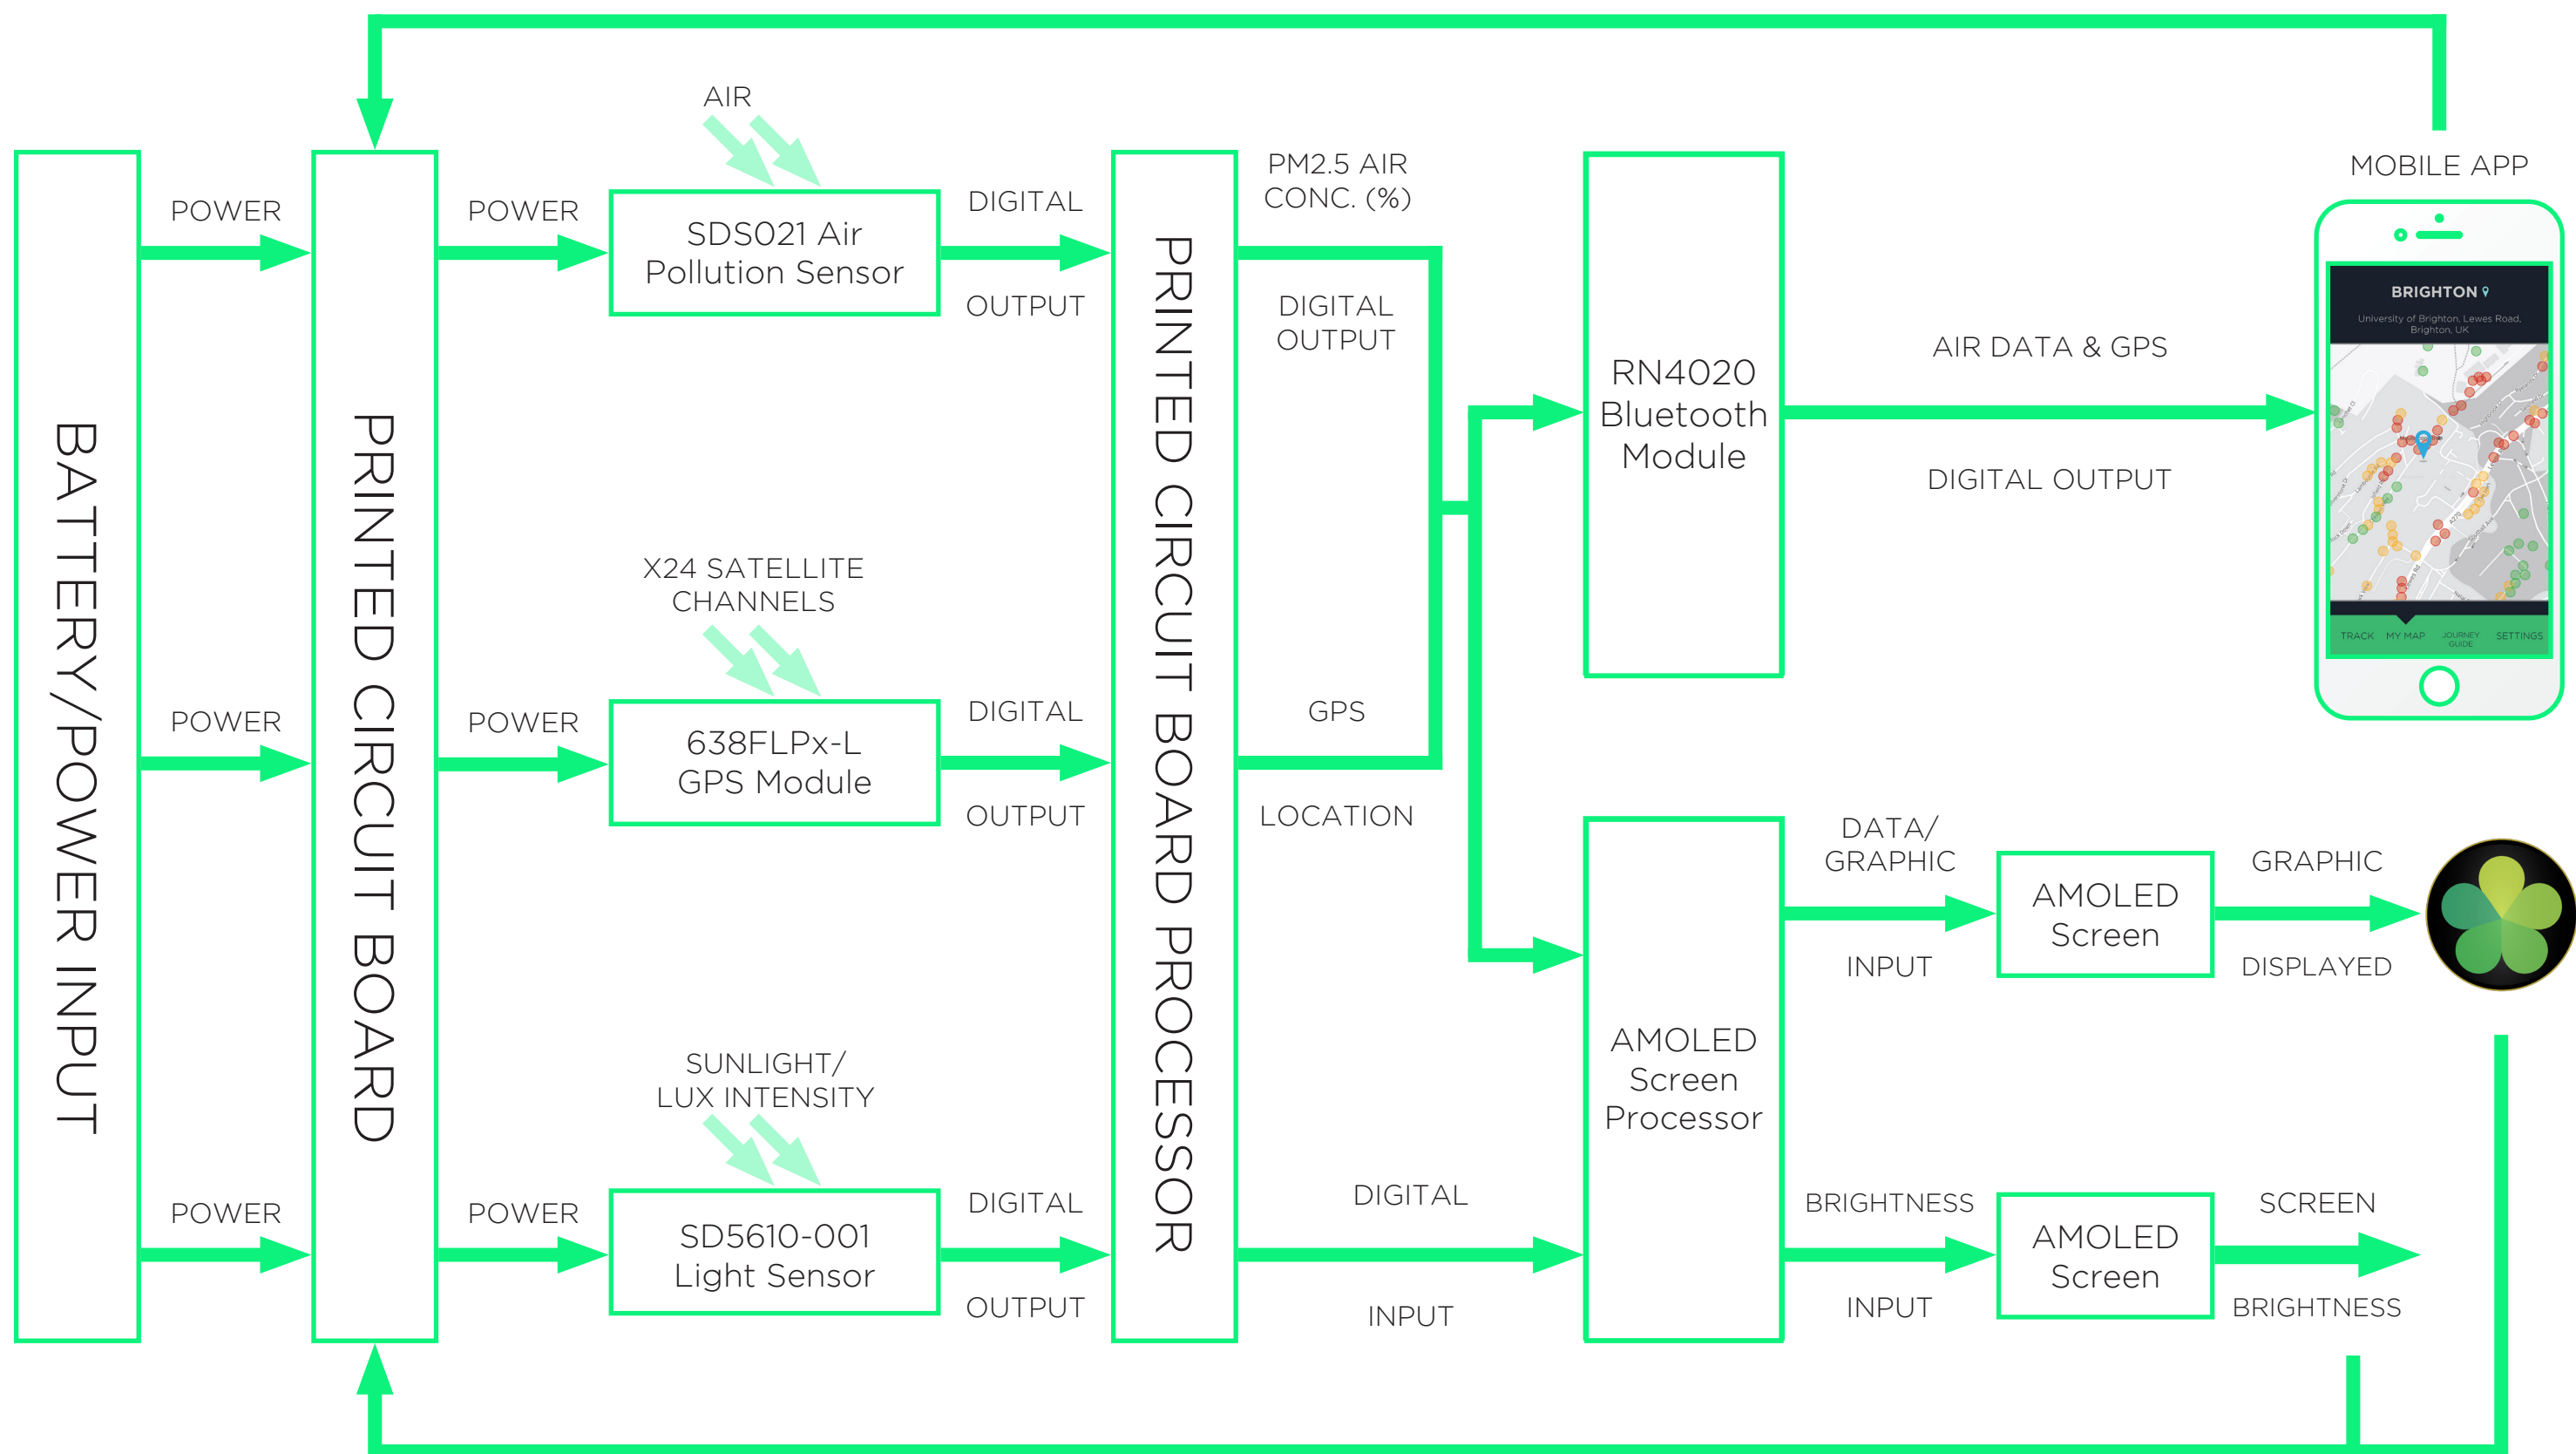 BATTERY/POWER INPUT
POWER
POWER
POWER
PRINTED CIRCUIT BOARD
POWER
POWER
POWER
AIR
SDS021 Air
Pollution Sensor
X24 SATELLITE
CHANNELS
638FLPx-L
GPS Module
SUNLIGHT/
LUX INTENSITY
SD5610-001
Light Sensor
DIGITAL
OUTPUT
DIGITAL
OUTPUT
DIGITAL
OUTPUT
PRINTED CIRCUIT BOARD PROCESSOR
PM2.5 AIR
CONC. (%)
DIGITAL
OUTPUT
GPS
LOCATION
DIGITAL
INPUT
RN4020
Bluetooth
Module
AIR DATA & GPS
DIGITAL OUTPUT
MOBILE APP
BRIGHTON
University of Brighton, Lewes Road,
Brighton, UK
A270
TRACK
MY MAP
JOURNEY
GUIDE
SETTINGS
AMOLED
Screen
Processor
DATA/
GRAPHIC
INPUT
AMOLED
Screen
GRAPHIC
DISPLAYED
BRIGHTNESS
INPUT
AMOLED
Screen
SCREEN
BRIGHTNESS